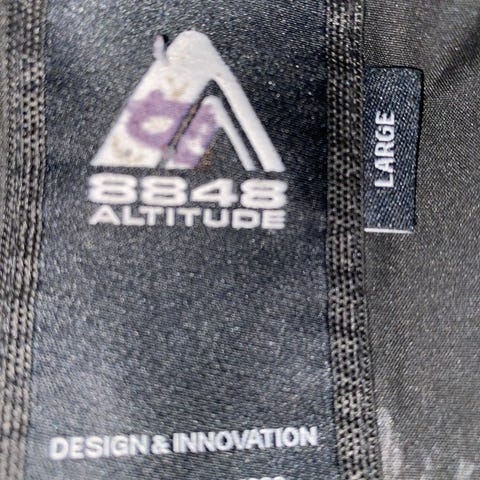 8848
ALTITUDE
LARGE
DESIGN & INNOVATION